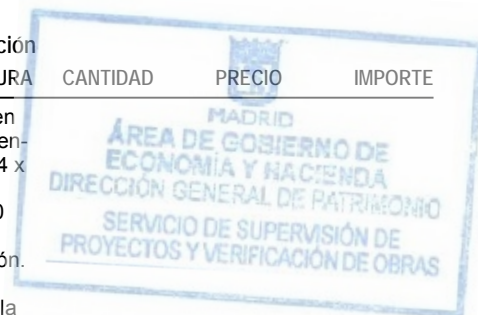 ción
URA CANTIDAD PRECIO IMPORTE
en
en-
4 x
0
ón.
la
MADRID
ÁREA DE GOBIERNO DE
ECONOMÍA Y HACIENDA
DIRECCIÓN GENERAL DE PATRIMONIO
SERVICIO DE SUPERVISIÓN DE
PROYECTOS Y VERIFICACIÓN DE OBRAS